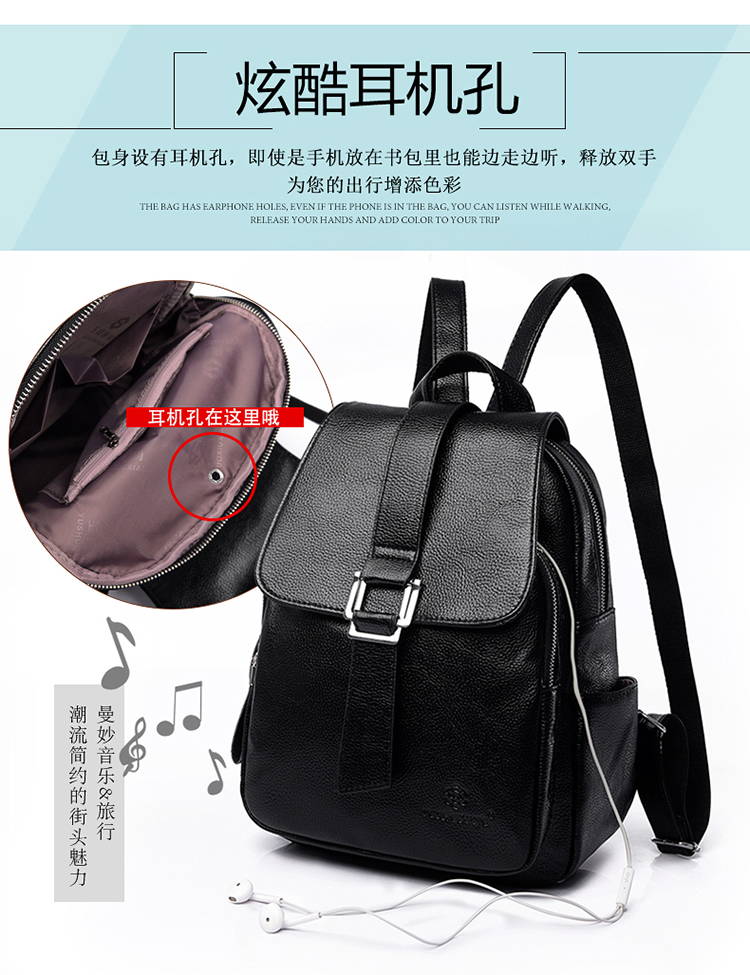 炫酷耳机孔
包身设有耳机孔，即使是手机放在书包里也能边走边听，释放双手
为您的出行增添色彩
THE BAG HAS EARPHONE HOLES, EVEN IF THE PHONE IS IN THE BAG, YOU CAN LISTEN WHILE WALKING,
RELEASE YOUR HANDS AND ADD COLOR TO YOUR TRIP
耳机孔在这里哦
曼妙音乐&旅行
潮流简约的街头魅力